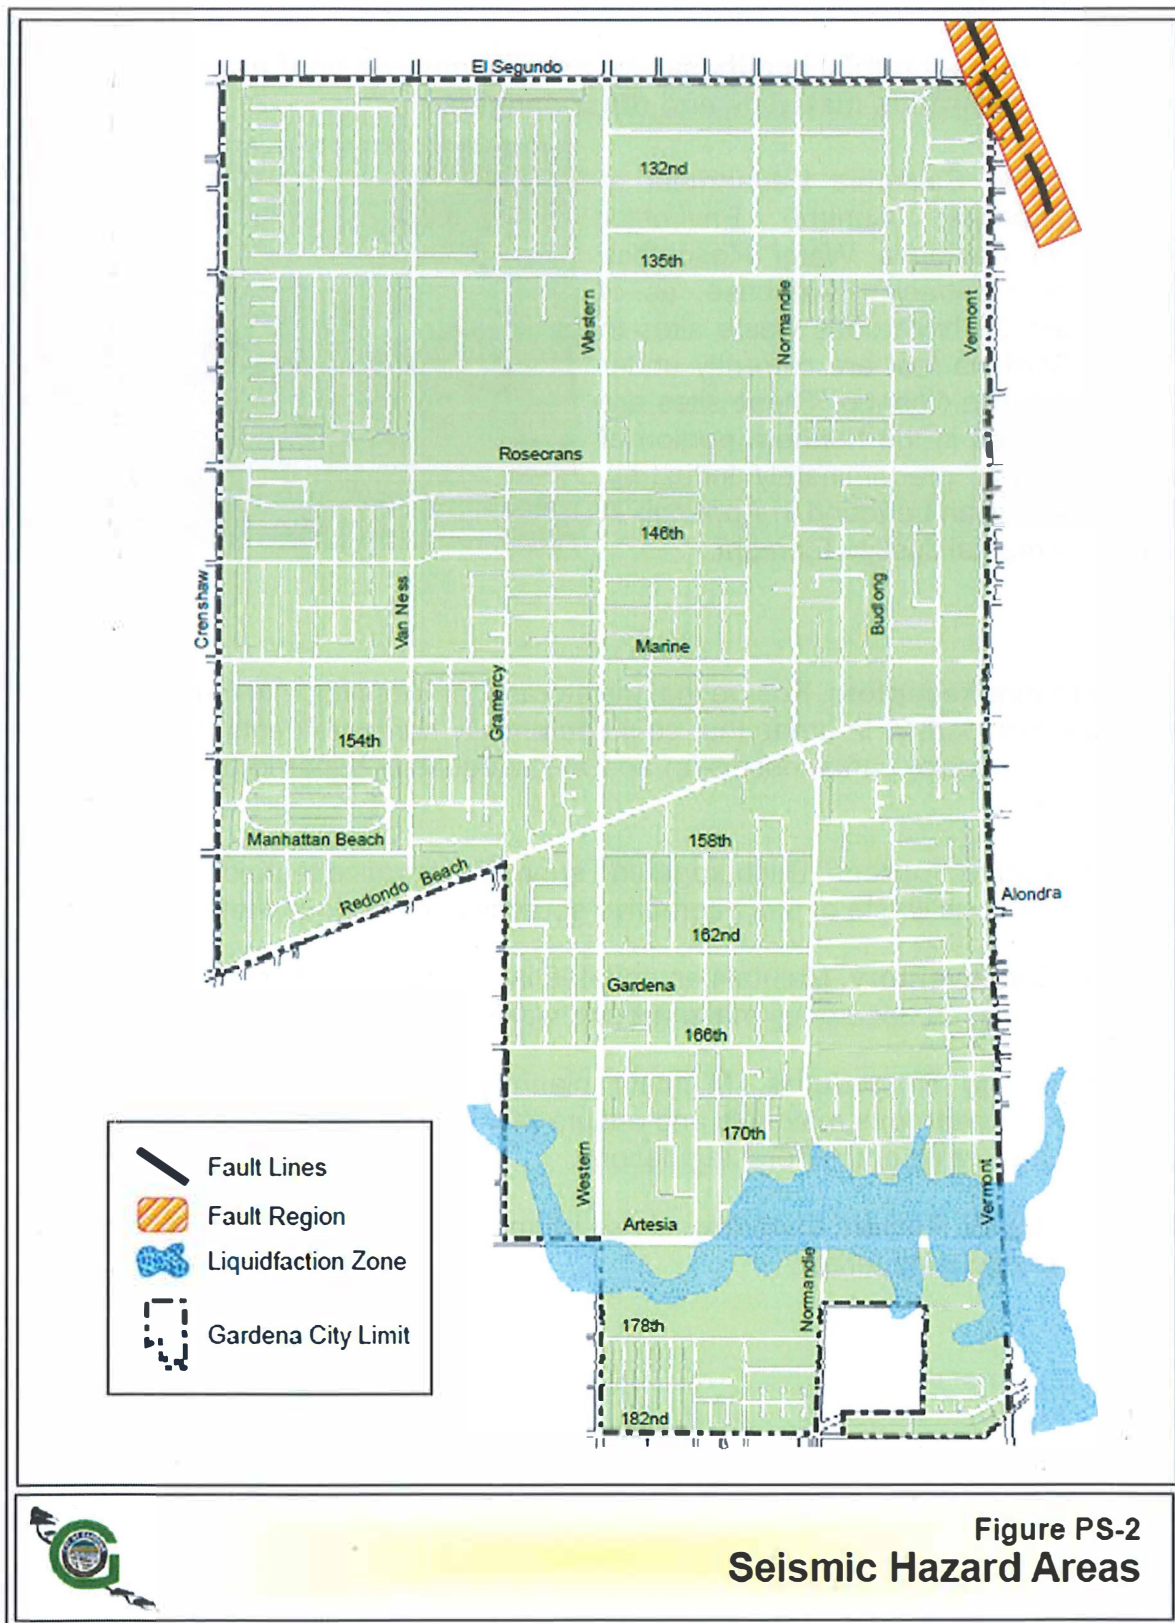 El Segundo
132nd
135th
Western
Normandie
Vermont
Rosecrans
146th
Crenshaw
Van Ness
Budlong
Marine
Gramercy
154th
Manhattan Beach
158th
Redondo Beach
Alondra
162nd
Gardena
166th
170th
Western
Vermont
Artesia
Normandie
178th
182nd
Fault Lines
Fault Region
Liquidfaction Zone
Gardena City Limit
Figure PS-2
Seismic Hazard Areas